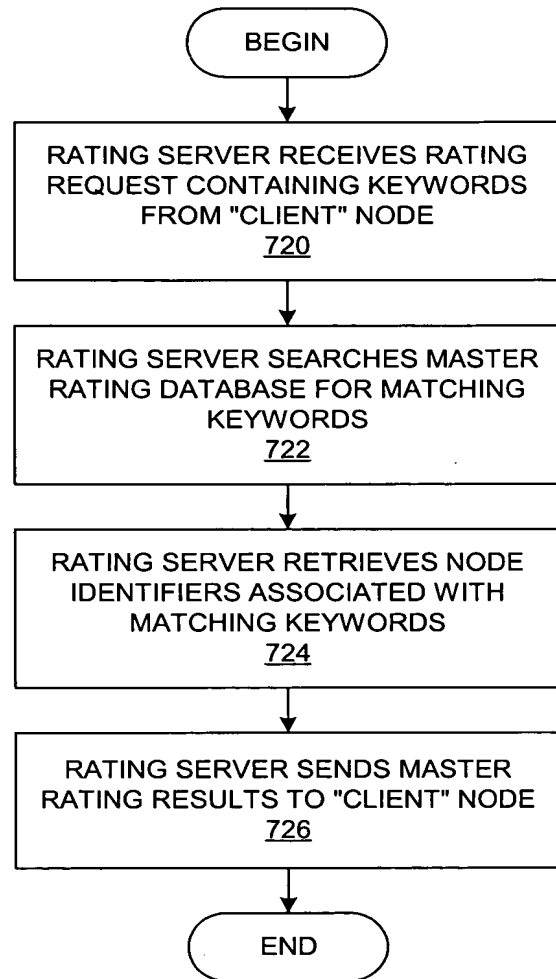 BEGIN
RATING SERVER RECEIVES RATING
REQUEST CONTAINING KEYWORDS
FROM "CLIENT" NODE
720
RATING SERVER SEARCHES MASTER
RATING DATABASE FOR MATCHING
KEYWORDS
722
RATING SERVER RETRIEVES NODE
IDENTIFIERS ASSOCIATED WITH
MATCHING KEYWORDS
724
RATING SERVER SENDS MASTER
RATING RESULTS TO "CLIENT" NODE
726
END